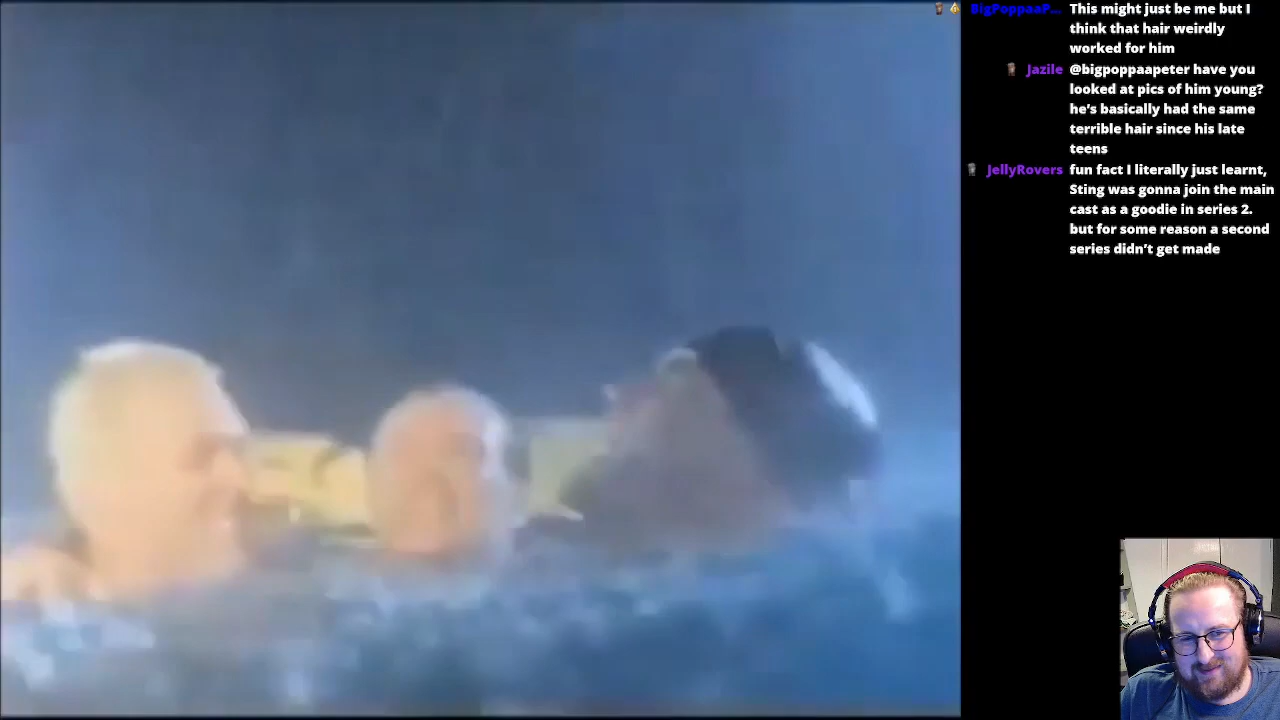 BigPoppaaP... This might just be me but I
think that hair weirdly
worked for him
Jazile @bigpoppaapeter have you
looked at pics of him young?
he's basically had the same
terrible hair since his late
teens
JellyRovers fun fact I literally just learnt,
Sting was gonna join the main
cast as a goodie in series 2.
but for some reason a second
series didn't get made